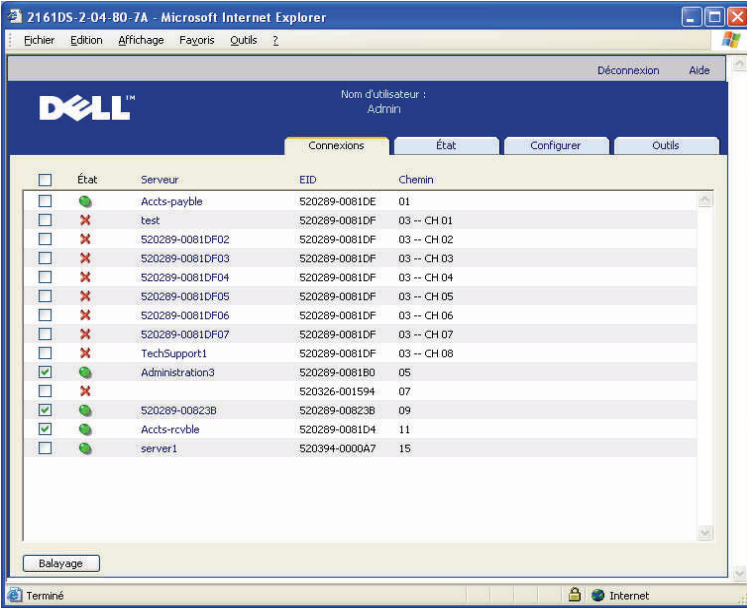 2161DS-2-04-80-7A - Microsoft Internet Explorer
Fichier Edition Affichage Favoris Outils ?
Déconnexion Aide
DELL™
Nom d'utilisateur :
Admin
Connexions État Configurer Outils
État Serveur EID Chemin
Accts-payble 520289-0081DE 01
test 520289-0081DF 03 -- CH 01
520289-0081DF02 520289-0081DF 03 -- CH 02
520289-0081DF03 520289-0081DF 03 -- CH 03
520289-0081DF04 520289-0081DF 03 -- CH 04
520289-0081DF05 520289-0081DF 03 -- CH 05
520289-0081DF06 520289-0081DF 03 -- CH 06
520289-0081DF07 520289-0081DF 03 -- CH 07
TechSupport1 520289-0081DF 03 -- CH 08
Administration3 520289-0081B0 05
520326-001594 07
520289-00823B 520289-00823B 09
Accts-rcvble 520289-0081D4 11
server1 520394-0000A7 15
Balayage
Terminé Internet